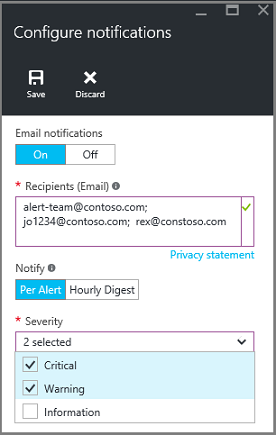 Configure notifications
Save Discard
Email notifications
On Off
* Recipients (Email)
alert-team@contoso.com;
jo1234@contoso.com; rex@constoso.com
Privacy statement
Notify
Per Alert Hourly Digest
* Severity
2 selected
Critical
Warning
Information